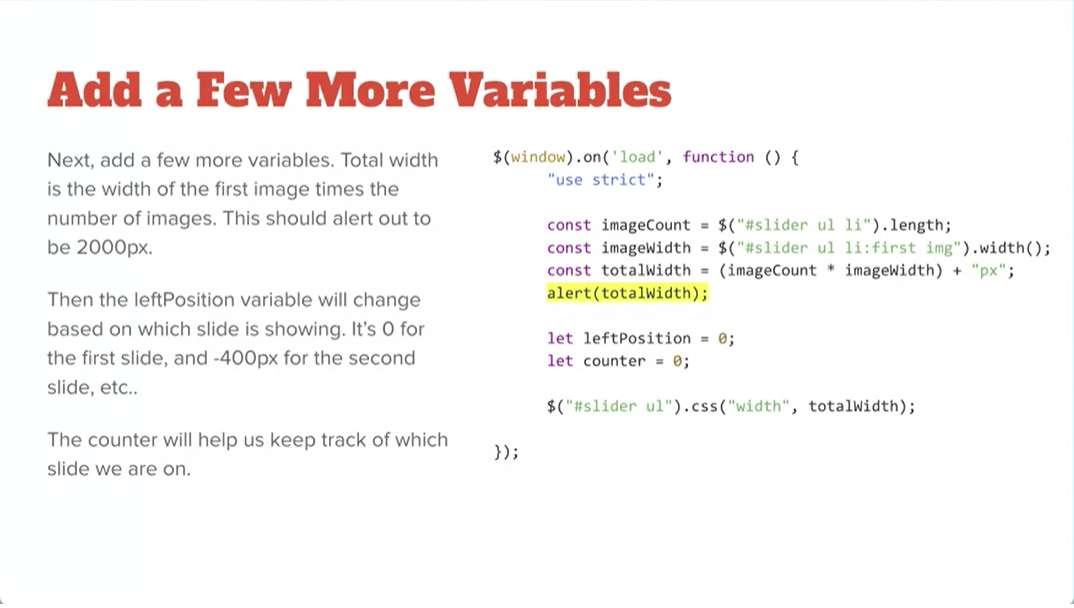 Add a Few More Variables
Next, add a few more variables. Total width
is the width of the first image times the
number of images. This should alert out to
be 2000px.
Then the leftPosition variable will change
based on which slide is showing. It's 0 for
the first slide, and -400px for the second
slide, etc..
The counter will help us keep track of which
slide we are on.
$(window).on('load', function () {
"use strict";
const imageCount = $("#slider ul li").length;
const imageWidth = $("#slider ul li:first img").width();
const totalWidth = (imageCount * imageWidth) + "px";
alert(totalWidth);
let leftPosition = 0;
let counter = 0;
$("#slider ul").css("width", totalWidth);
});